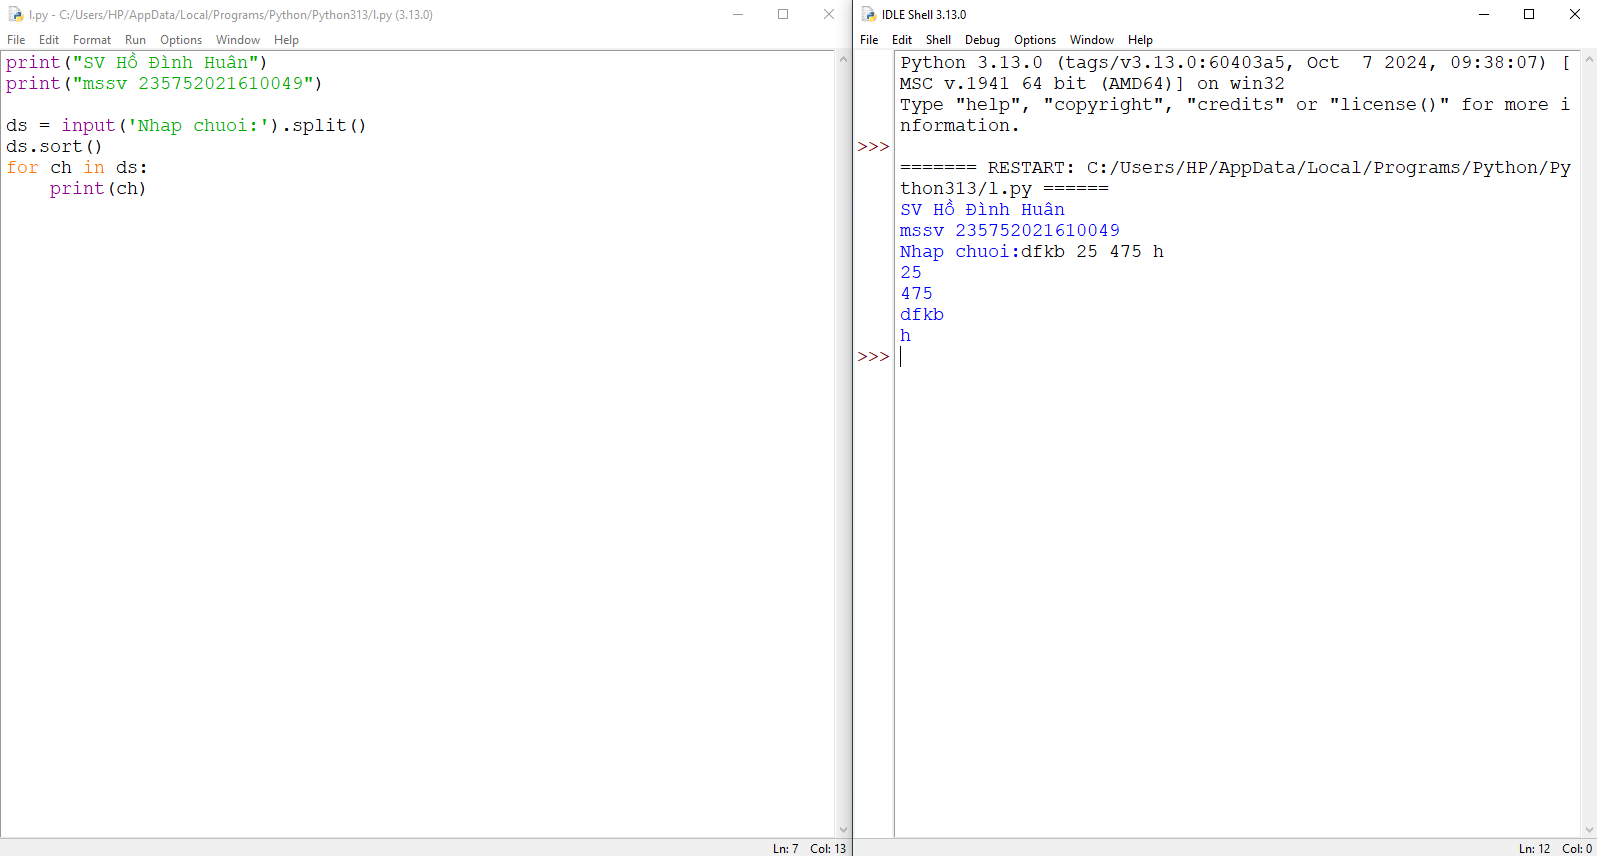 l.py - C:/Users/HP/AppData/Local/Programs/Python/Python313/l.py (3.13.0)
File Edit Format Run Options Window Help
print("SV Hồ Đình Huân")
print("mssv 235752021610049")
ds = input('Nhap chuoi:').split()
ds.sort()
for ch in ds:
    print(ch)
Ln: 7 Col: 13
IDLE Shell 3.13.0
File Edit Shell Debug Options Window Help
Python 3.13.0 (tags/v3.13.0:60403a5, Oct  7 2024, 09:38:07) [
MSC v.1941 64 bit (AMD64)] on win32
Type "help", "copyright", "credits" or "license()" for more i
nformation.
>>>
======= RESTART: C:/Users/HP/AppData/Local/Programs/Python/Py
thon313/l.py ======
SV Hồ Đình Huân
mssv 235752021610049
Nhap chuoi:dfkb 25 475 h
25
475
dfkb
h
>>>
Ln: 12 Col: 0